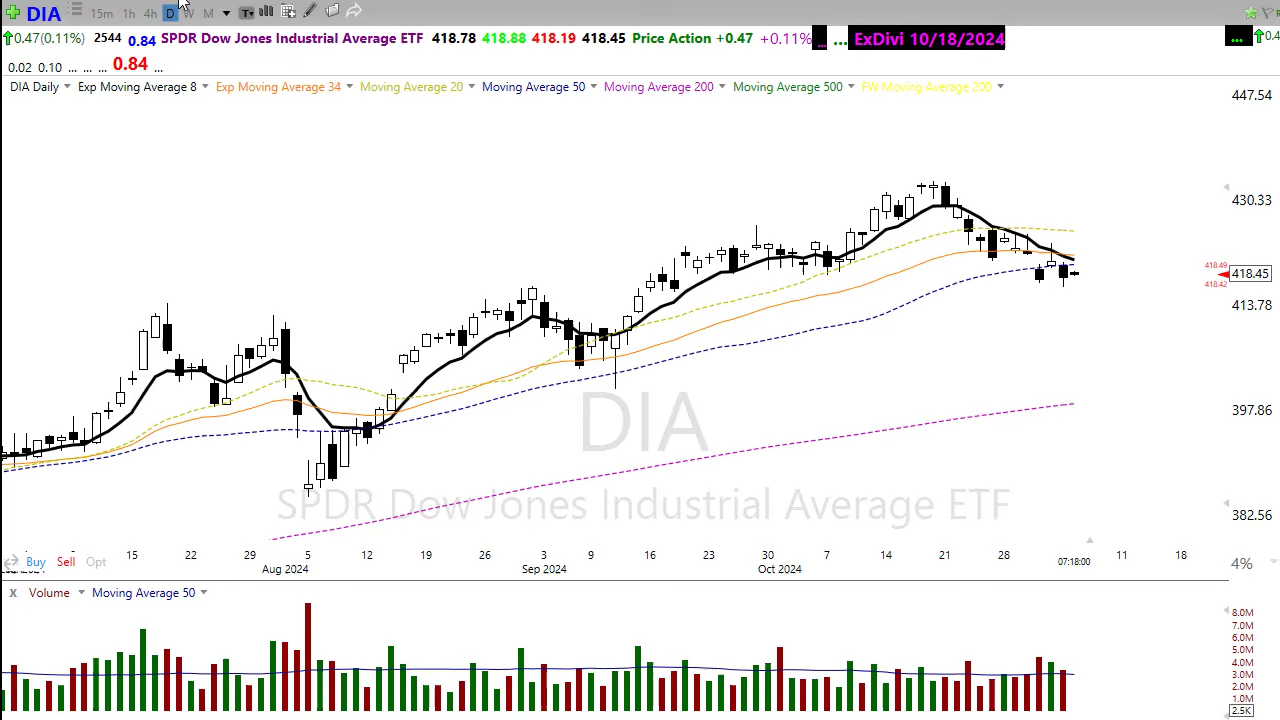 DIA 15m 1h 4h D W M
0.47(0.11%) 2544 0.84 SPDR Dow Jones Industrial Average ETF 418.78 418.88 418.19 418.45 Price Action +0.47 +0.11% ... ... ExDivi 10/18/2024 ... 0.4
0.02 0.10 ... ... ... 0.84 ...
DIA Daily Exp Moving Average 8 Exp Moving Average 34 Moving Average 20 Moving Average 50 Moving Average 200 Moving Average 500 FW Moving Average 200
447.54
430.33
418.49
418.45
418.42
413.78
397.86
DIA
SPDR Dow Jones Industrial Average ETF
382.56
15 22 29 5 12 19 26 3 9 16 23 30 7 14 21 28 11 18
Buy Sell Opt
07:18:00
4%
Aug 2024 Sep 2024 Oct 2024
X Volume Moving Average 50
8.0M
7.0M
6.0M
5.0M
4.0M
3.0M
2.0M
1.0M
2.5K